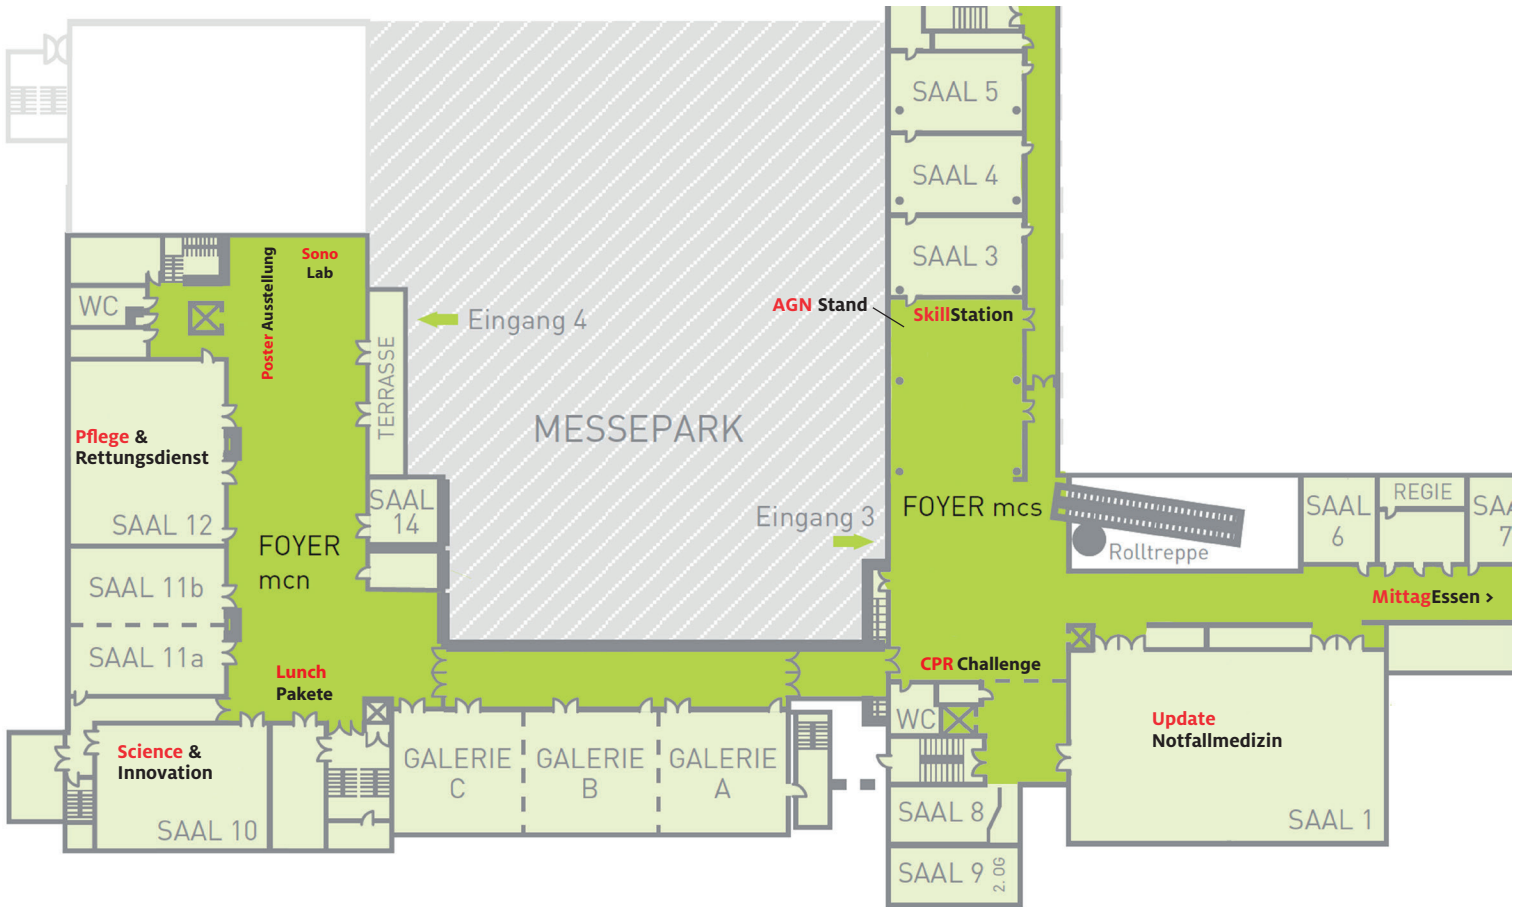 SAAL 5
SAAL 4
SAAL 3
AGN Stand
SkillStation
Sono
Lab
Poster Ausstellung
WC
Eingang 4
TERRASSE
MESSEPARK
Pflege &
Rettungsdienst
SAAL 12
SAAL
14
FOYER
mcn
Eingang 3
FOYER mcs
Rolltreppe
SAAL
6
REGIE
SAA
7
SAAL 11b
SAAL 11a
MittagEssen >
Lunch
Pakete
CPR Challenge
WC
Science &
Innovation
SAAL 10
GALERIE
C
GALERIE
B
GALERIE
A
Update
Notfallmedizin
SAAL 1
SAAL 8
SAAL 9
2. OG